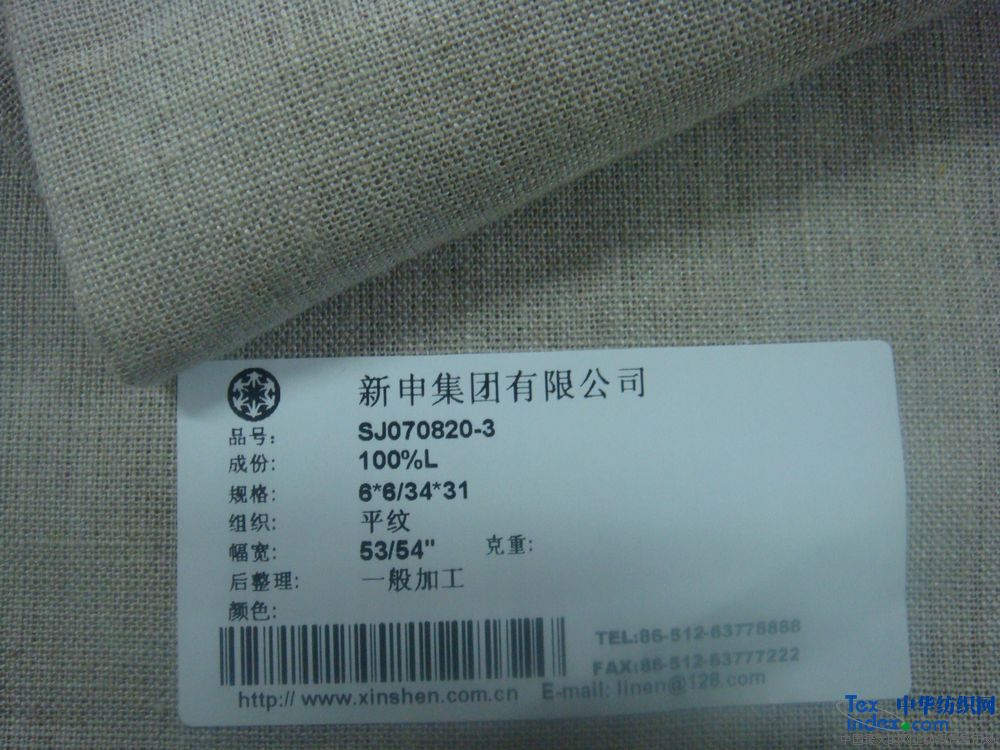 新申集团有限公司
品号: SJ070820-3
成份: 100%L
规格: 6*6/34*31
组织: 平纹
幅宽: 53/54" 克重:
后整理: 一般加工
颜色:
TEL:86-512-63778888
FAX:86-512-63777222
http:// www.xinshen.com.cn E-mail: linen@126.com
Tex 中华纺织网
index.com